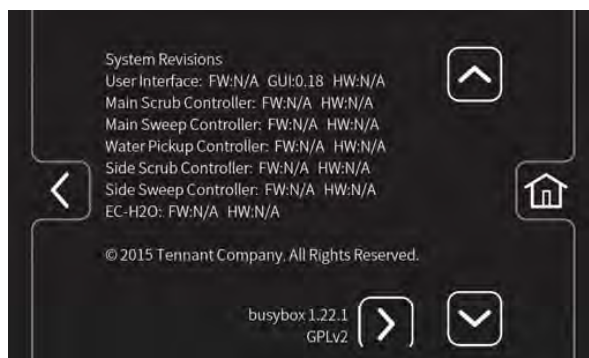 System Revisions
User Interface: FW:N/A GUI:0.18 HW:N/A
Main Scrub Controller: FW:N/A HW:N/A
Main Sweep Controller: FW:N/A HW:N/A
Water Pickup Controller: FW:N/A HW:N/A
Side Scrub Controller: FW:N/A HW:N/A
Side Sweep Controller: FW:N/A HW:N/A
EC-H2O: FW:N/A HW:N/A
© 2015 Tennant Company. All Rights Reserved.
busybox 1.22.1
GPLv2